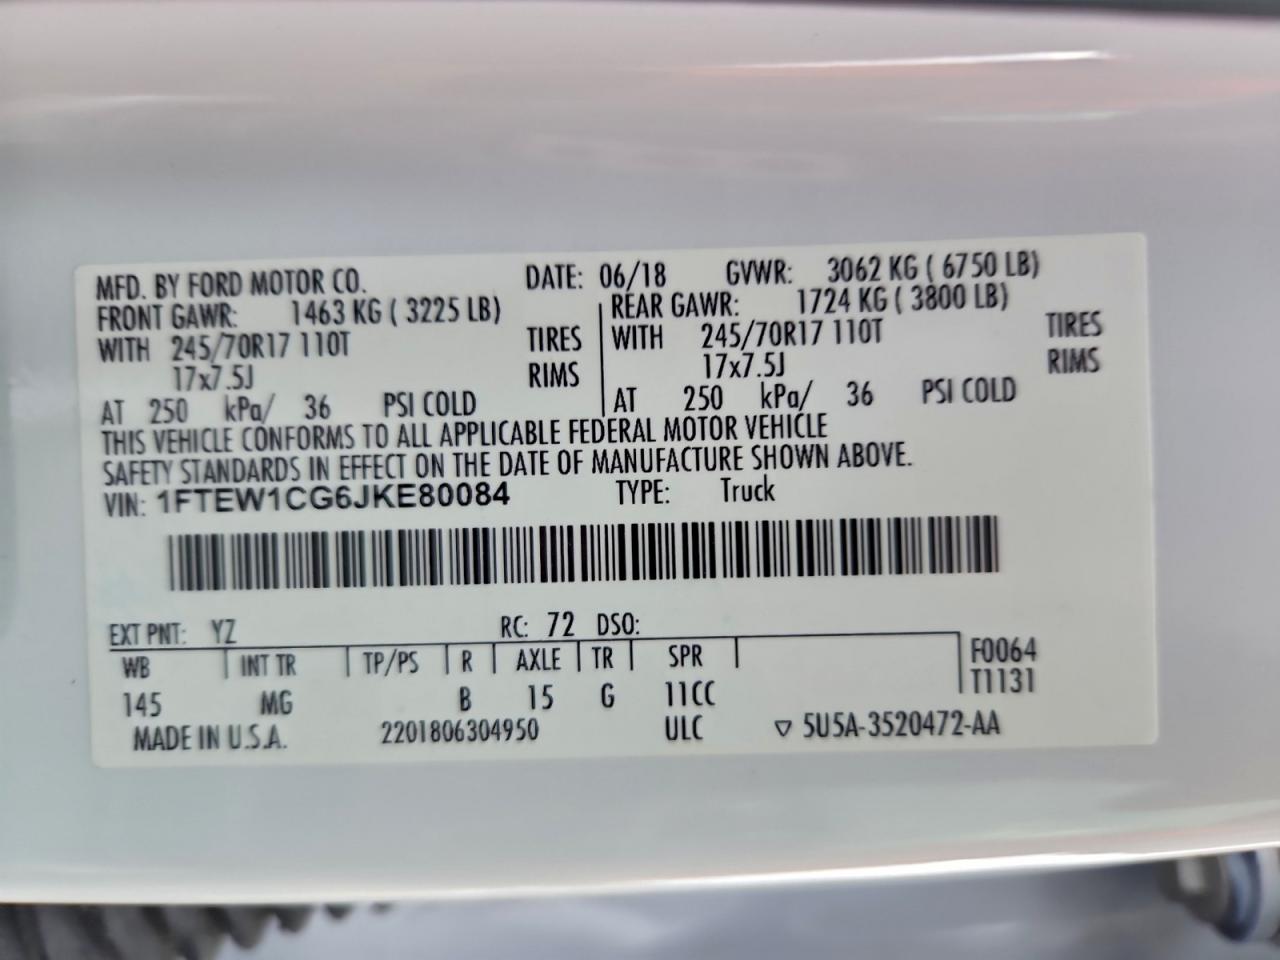 MFD. BY FORD MOTOR CO. DATE: 06/18 GVWR: 3062 KG ( 6750 LB)
FRONT GAWR: 1463 KG ( 3225 LB) REAR GAWR: 1724 KG ( 3800 LB)
WITH 245/70R17 110T TIRES WITH 245/70R17 110T TIRES
17x7.5J RIMS 17x7.5J RIMS
AT 250 kPa/ 36 PSI COLD AT 250 kPa/ 36 PSI COLD
THIS VEHICLE CONFORMS TO ALL APPLICABLE FEDERAL MOTOR VEHICLE
SAFETY STANDARDS IN EFFECT ON THE DATE OF MANUFACTURE SHOWN ABOVE.
VIN: 1FTEW1CG6JKE80084 TYPE: Truck
EXT PNT: YZ RC: 72 DSO:
WB INT TR TP/PS R AXLE TR SPR F0064
145 MG B 15 G 11CC T1131
MADE IN U.S.A. 2201806304950 ULC ▽ 5U5A-3520472-AA